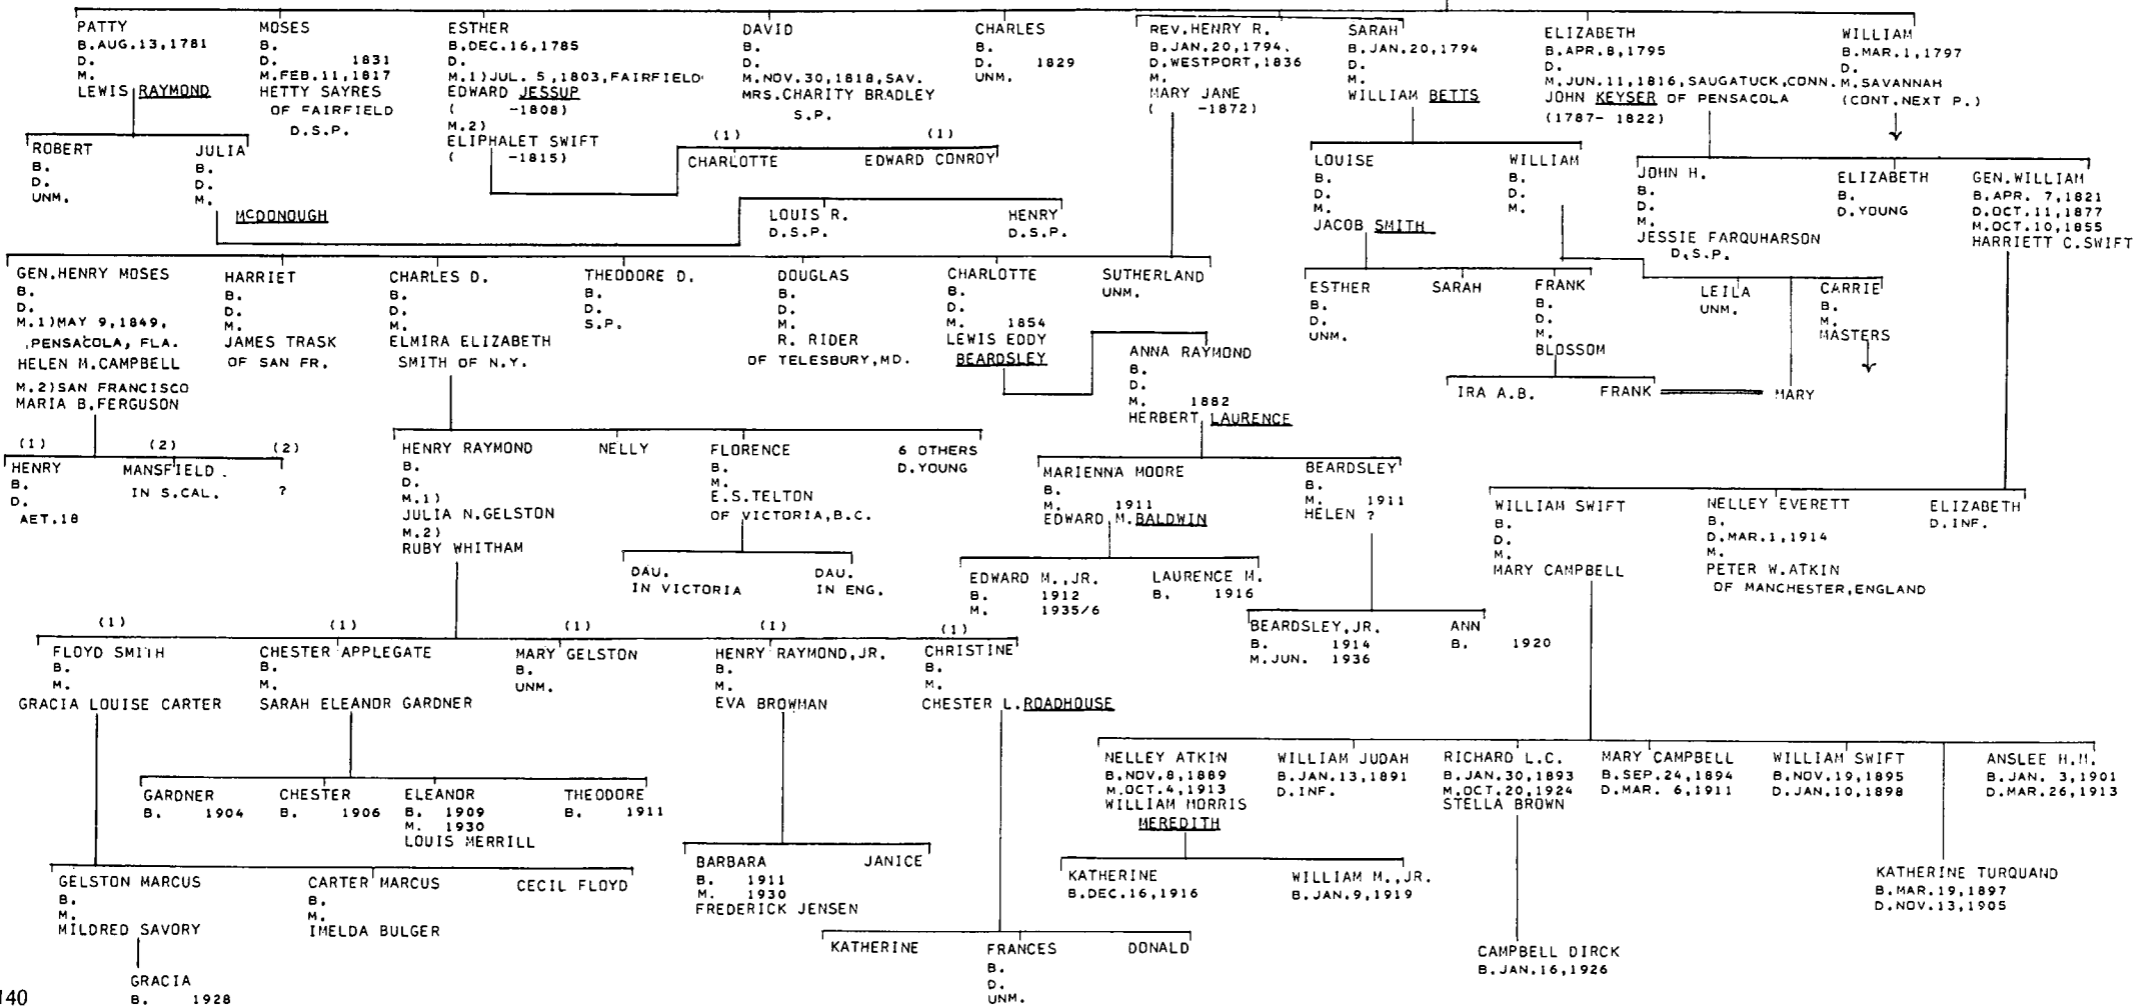 PATTY
B.AUG.13,1781
D.
M.
LEWIS RAYMOND
MOSES
B.
D. 1831
M.FEB.11,1817
HETTY SAYRES
OF FAIRFIELD
D.S.P.
ESTHER
B.DEC.16,1785
D.
M.1)JUL. 5,1803,FAIRFIELD
EDWARD JESSUP
( -1808)
M.2)
ELIPHALET SWIFT
( -1815)
DAVID
B.
D.
M.NOV.30,1818,SAV.
MRS.CHARITY BRADLEY
S.P.
CHARLES
B.
D. 1829
UNM.
REV.HENRY R.
B.JAN.20,1794.
D.WESTPORT,1836
M.
MARY JANE
( -1872)
SARAH
B.JAN.20,1794
D.
M.
WILLIAM BETTS
ELIZABETH
B.APR.8,1795
D.
M.JUN.11,1816,SAUGATUCK,CONN.
JOHN KEYSER OF PENSACOLA
(1787- 1822)
WILLIAM
B.MAR.1,1797
D.
M.SAVANNAH
(CONT.NEXT P.)
ROBERT
B.
D.
UNM.
JULIA
B.
D.
M.
MCDONOUGH
(1)
CHARLOTTE
(1)
EDWARD CONROY
LOUIS R.
D.S.P.
HENRY
D.S.P.
LOUISE
B.
D.
M.
JACOB SMITH
WILLIAM
B.
D.
M.
JOHN H.
B.
D.
M.
JESSIE FARQUHARSON
D.S.P.
ELIZABETH
B.
D.YOUNG
GEN.WILLIAM
B.APR. 7,1821
D.OCT.11,1877
M.OCT.10,1855
HARRIETT C.SWIFT
GEN.HENRY MOSES
B.
D.
M.1)MAY 9,1849,
PENSACOLA, FLA.
HELEN M.CAMPBELL
M.2)SAN FRANCISCO
MARIA B.FERGUSON
HARRIET
B.
D.
M.
JAMES TRASK
OF SAN FR.
CHARLES D.
B.
D.
M.
ELMIRA ELIZABETH
SMITH OF N.Y.
THEODORE D.
B.
D.
S.P.
DOUGLAS
B.
D.
M.
R. RIDER
OF TELESBURY,MD.
CHARLOTTE
B.
D.
M. 1854
LEWIS EDDY
BEARDSLEY
SUTHERLAND
UNM.
ANNA RAYMOND
B.
D.
M. 1882
HERBERT LAURENCE
ESTHER
B.
D.
UNM.
SARAH
FRANK
B.
D.
M.
BLOSSOM
LEILA
UNM.
CARRIE
B.
M.
MASTERS
IRA A.B.
FRANK
MARY
(1)
HENRY
B.
D.
AET.18
(2)
MANSFIELD
IN S.CAL.
(2)
?
HENRY RAYMOND
B.
D.
M.1)
JULIA N.GELSTON
M.2)
RUBY WHITHAM
NELLY
FLORENCE
B.
M.
E.S.TELTON
OF VICTORIA,B.C.
6 OTHERS
D.YOUNG
MARIENNA MOORE
B.
M. 1911
EDWARD M.BALDWIN
BEARDSLEY
B.
M. 1911
HELEN ?
WILLIAM SWIFT
B.
D.
M.
MARY CAMPBELL
NELLEY EVERETT
B.
D.MAR.1,1914
M.
PETER W.ATKIN
OF MANCHESTER,ENGLAND
ELIZABETH
D.INF.
DAU.
IN VICTORIA
DAU.
IN ENG.
EDWARD M.,JR.
B. 1912
M. 1935/6
LAURENCE M.
B. 1916
BEARDSLEY,JR.
B. 1914
M.JUN. 1936
ANN
B. 1920
(1)
FLOYD SMITH
B.
M.
GRACIA LOUISE CARTER
(1)
CHESTER APPLEGATE
B.
M.
SARAH ELEANOR GARDNER
(1)
MARY GELSTON
B.
UNM.
(1)
HENRY RAYMOND,JR.
B.
M.
EVA BROWMAN
(1)
CHRISTINE
B.
M.
CHESTER L.ROADHOUSE
NELLEY ATKIN
B.NOV.8,1889
M.OCT.4,1913
WILLIAM MORRIS
MEREDITH
WILLIAM JUDAH
B.JAN.13,1891
D.INF.
RICHARD L.C.
B.JAN.30,1893
M.OCT.20,1924
STELLA BROWN
MARY CAMPBELL
B.SEP.24,1894
D.MAR. 6,1911
WILLIAM SWIFT
B.NOV.19,1895
D.JAN.10,1898
ANSLEE H.M.
B.JAN. 3,1901
D.MAR.26,1913
GARDNER
B. 1904
CHESTER
B. 1906
ELEANOR
B. 1909
M. 1930
LOUIS MERRILL
THEODORE
B. 1911
BARBARA
B. 1911
M. 1930
FREDERICK JENSEN
JANICE
KATHERINE
B.DEC.16,1916
WILLIAM M.,JR.
B.JAN.9,1919
KATHERINE TURQUAND
B.MAR.19,1897
D.NOV.13,1905
GELSTON MARCUS
B.
M.
MILDRED SAVORY
CARTER MARCUS
B.
M.
IMELDA BULGER
CECIL FLOYD
KATHERINE
FRANCES
B.
D.
UNM.
DONALD
CAMPBELL DIRCK
B.JAN.16,1926
GRACIA
B. 1928
140